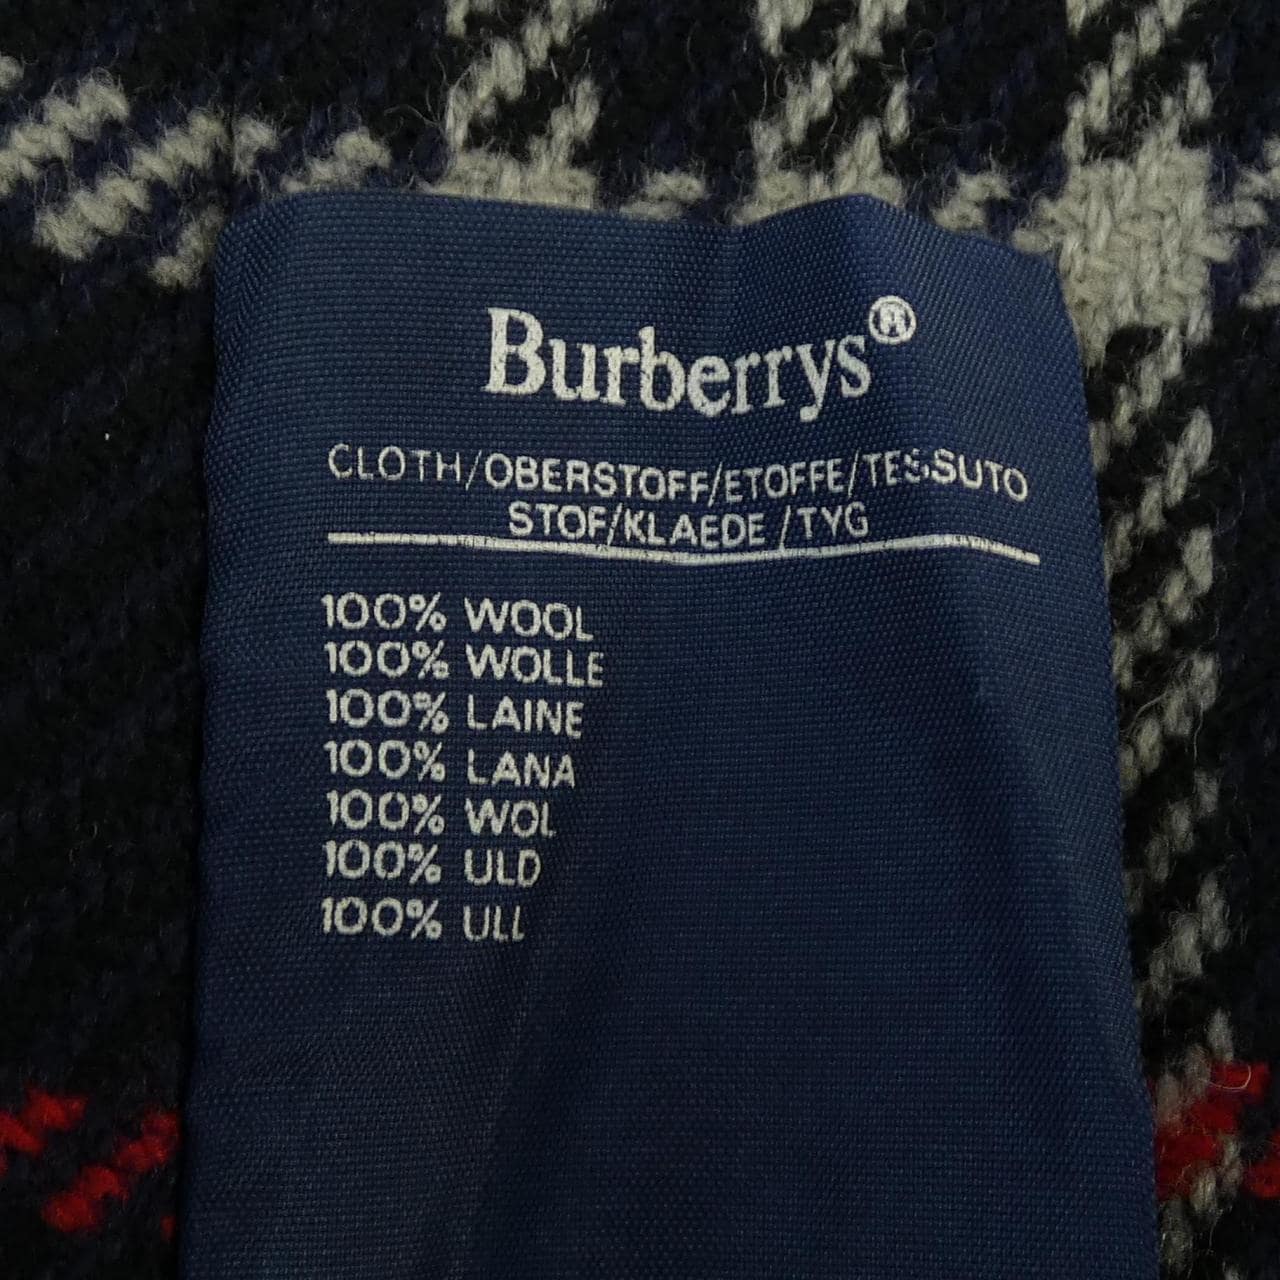 Burberrys®
CLOTH/OBERSTOFF/ETOFFE/TESSUTO
STOF/KLAEDE /TYG
100% WOOL
100% WOLLE
100% LAINE
100% LANA
100% WOL
100% ULD
100% ULL